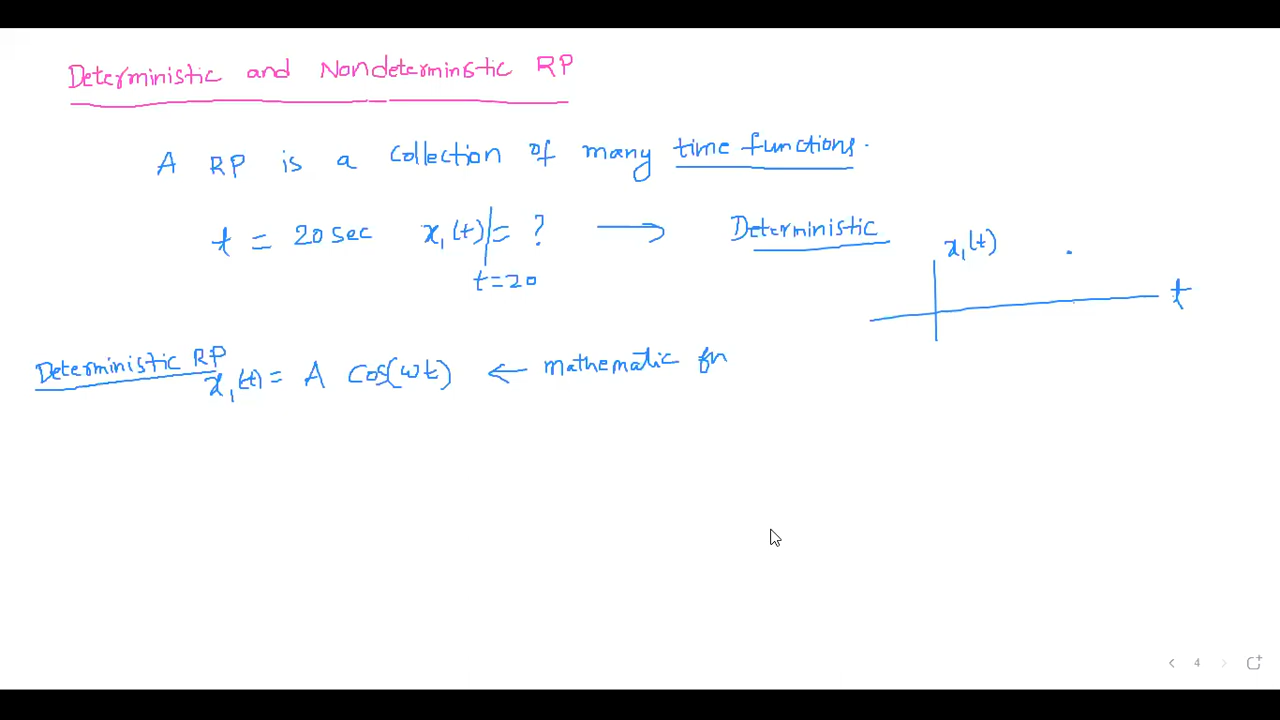 Deterministic and Nondeterministic RP
A RP is a collection of many time functions.
t = 20 sec x₁(t)| = ? → Deterministic
t=20
x₁(t)
t
Deterministic RP
x₁(t) = A Cos(ωt) ← mathematic fn
4